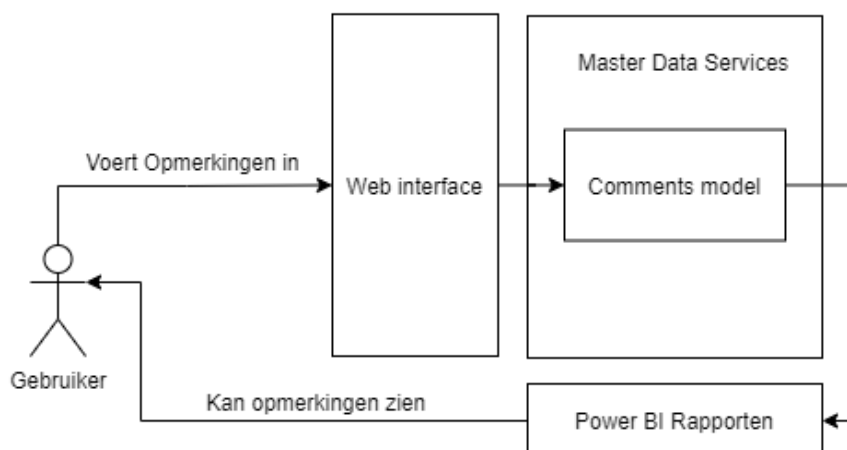 Master Data Services
Voert Opmerkingen in
Web interface
Comments model
Gebruiker
Kan opmerkingen zien
Power BI Rapporten